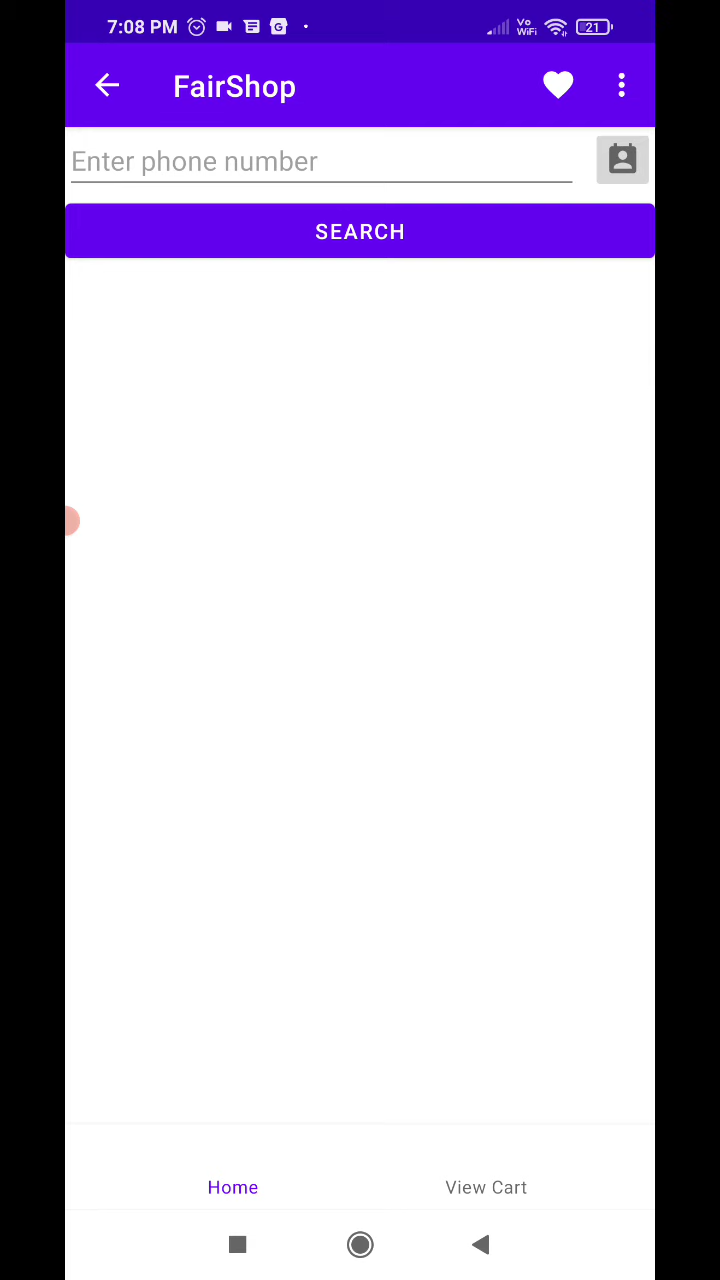 7:08 PM Vo WiFi 21
FairShop
Enter phone number
SEARCH
Home
View Cart